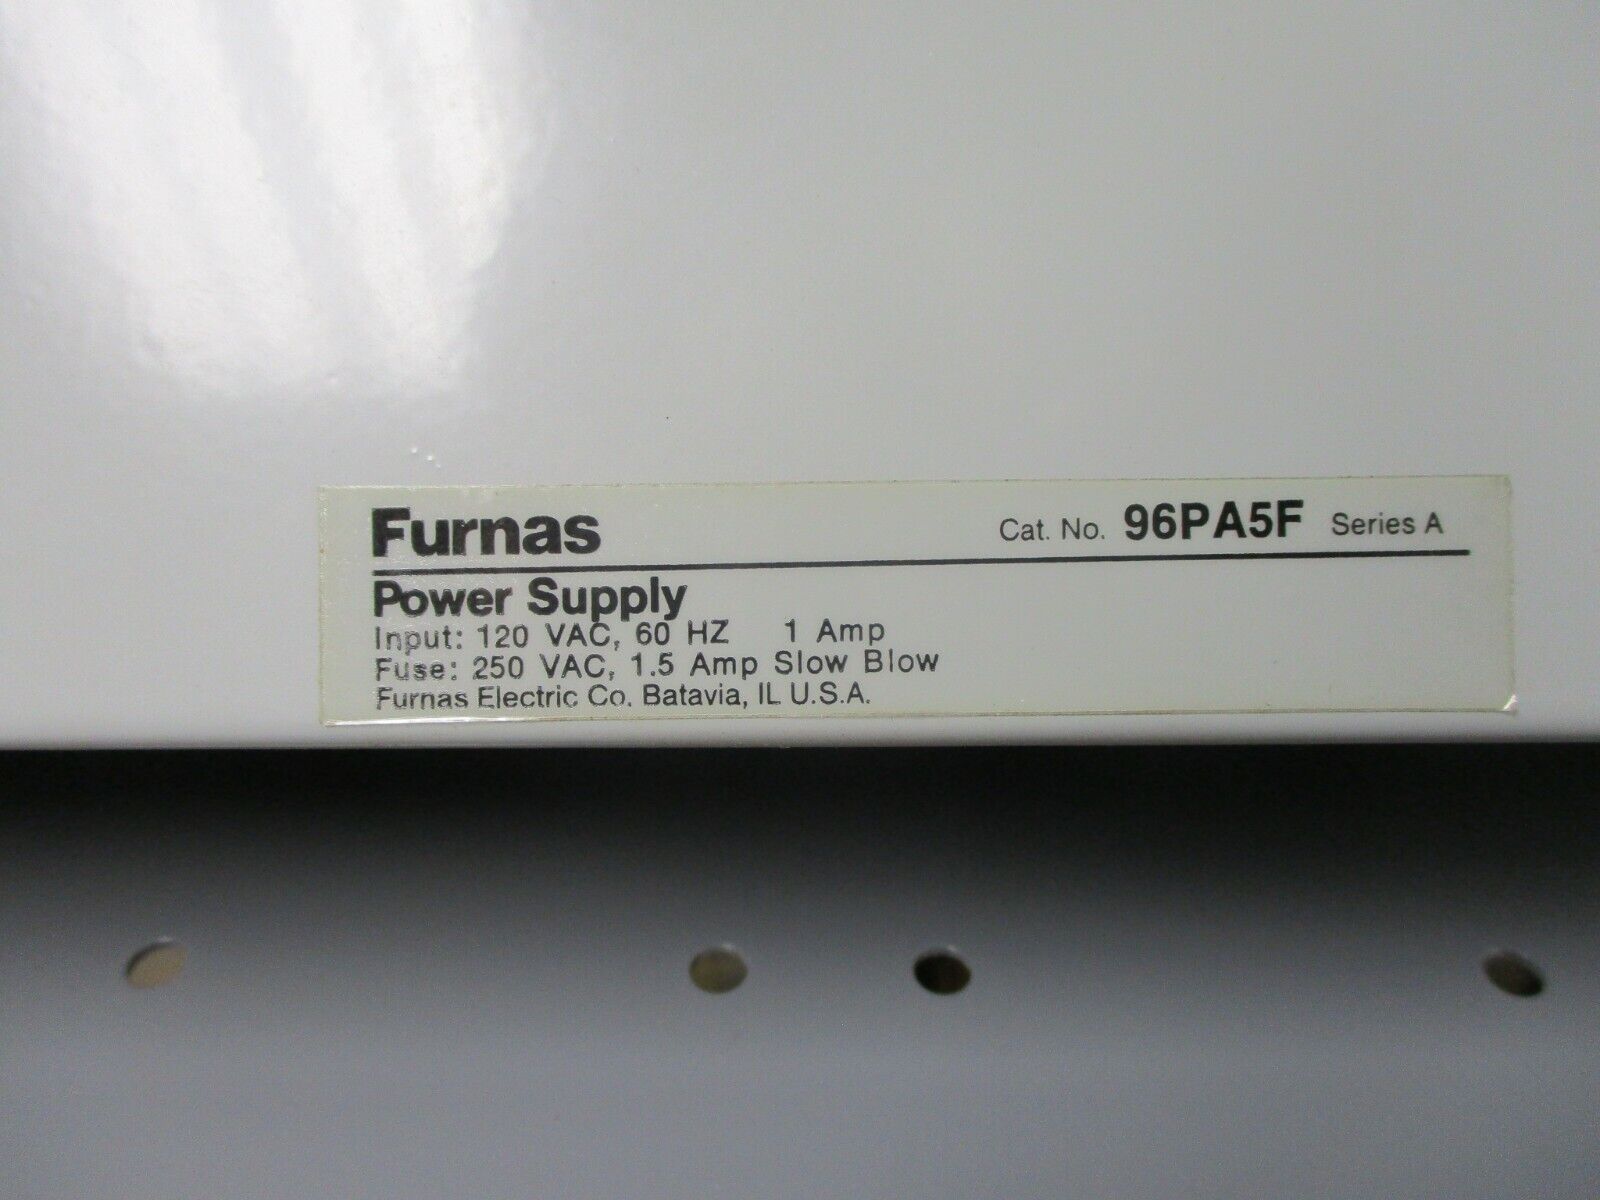 Furnas Cat. No. 96PA5F Series A
Power Supply
Input: 120 VAC, 60 HZ 1 Amp
Fuse: 250 VAC, 1.5 Amp Slow Blow
Furnas Electric Co. Batavia, IL U.S.A.